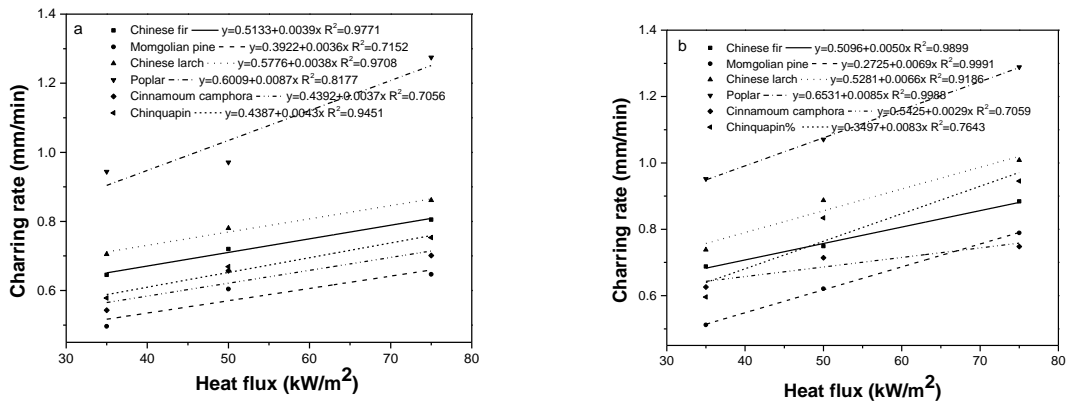 a
Chinese fir y=0.5133+0.0039x R²=0.9771
Momgolian pine y=0.3922+0.0036x R²=0.7152
Chinese larch y=0.5776+0.0038x R²=0.9708
Poplar y=0.6009+0.0087x R²=0.8177
Cinnamoum camphora y=0.4392+0.0037x R²=0.7056
Chinquapin y=0.4387+0.0043x R²=0.9451
Charring rate (mm/min)
1.4
1.2
1.0
0.8
0.6
30 40 50 60 70 80
Heat flux (kW/m²)
b
Chinese fir y=0.5096+0.0050x R²=0.9899
Momgolian pine y=0.2725+0.0069x R²=0.9991
Chinese larch y=0.5281+0.0066x R²=0.9186
Poplar y=0.6531+0.0085x R²=0.9988
Cinnamoum camphora y=0.5425+0.0029x R²=0.7059
Chinquapin% y=0.3497+0.0083x R²=0.7643
Charring rate (mm/min)
1.4
1.2
1.0
0.8
0.6
30 40 50 60 70 80
Heat flux (kW/m²)